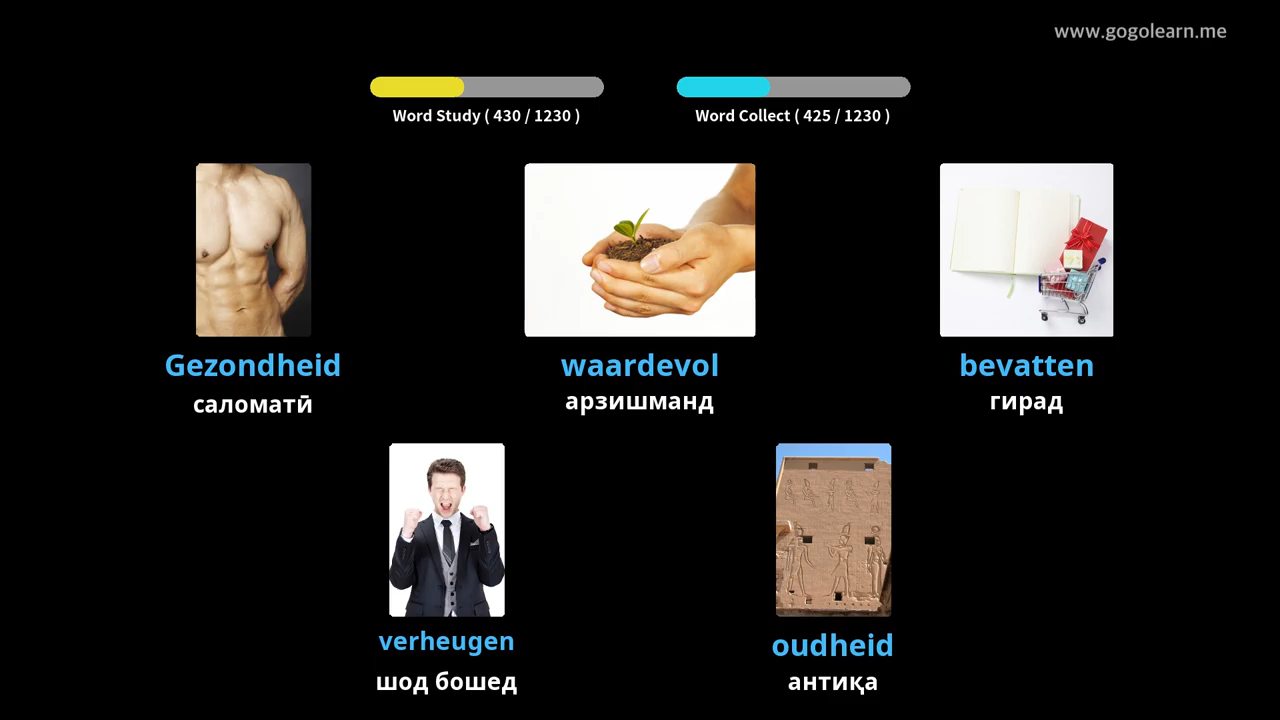 www.gogolearn.me
Word Study ( 430 / 1230 )
Word Collect ( 425 / 1230 )
Gezondheid
саломатӣ
waardevol
арзишманд
bevatten
гирад
verheugen
шод бошед
oudheid
антиқа